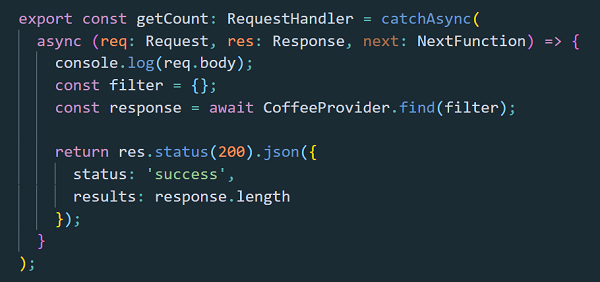 export const getCount: RequestHandler = catchAsync(
  async (req: Request, res: Response, next: NextFunction) => {
    console.log(req.body);
    const filter = {};
    const response = await CoffeeProvider.find(filter);

    return res.status(200).json({
      status: 'success',
      results: response.length
    });
  }
);